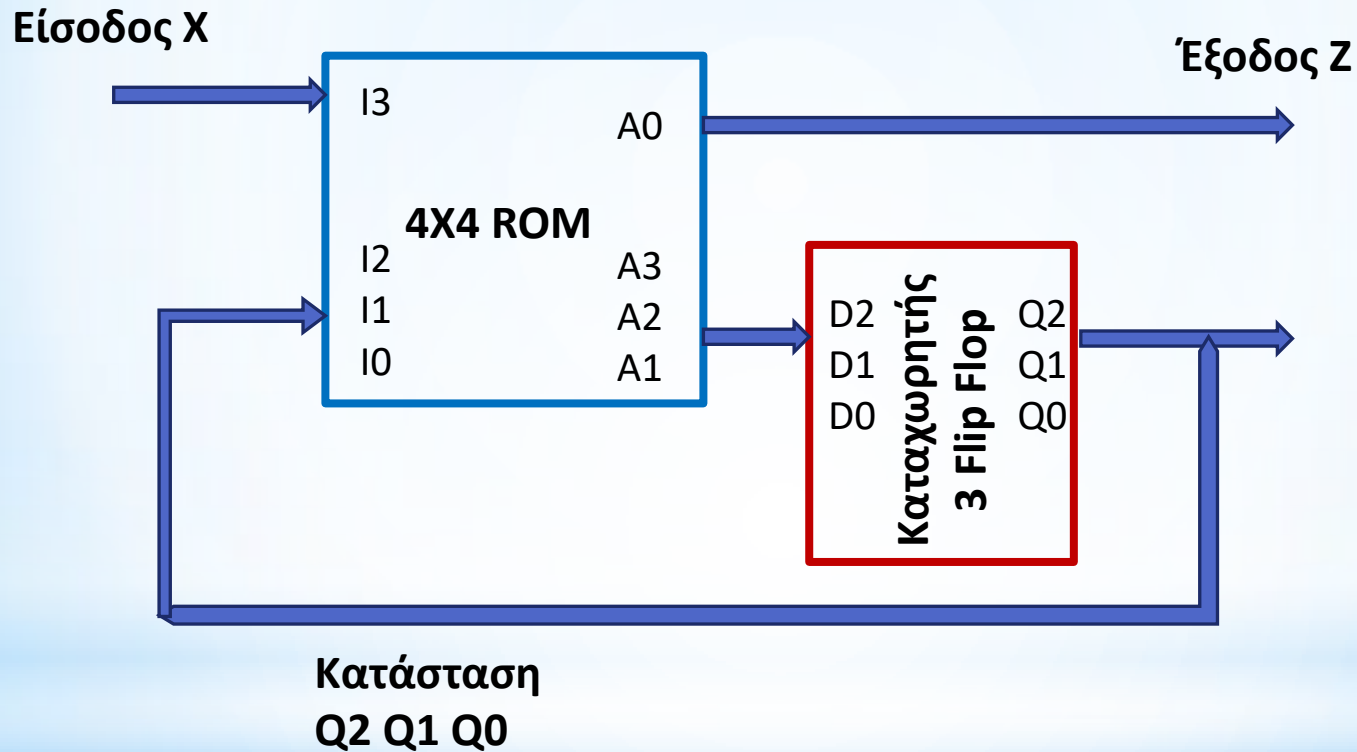 Είσοδος X
Έξοδος Z
I3
A0
4X4 ROM
I2
I1
I0
A3
A2
A1
D2
D1
D0
Καταχωρητής
3 Flip Flop
Q2
Q1
Q0
Κατάσταση
Q2 Q1 Q0